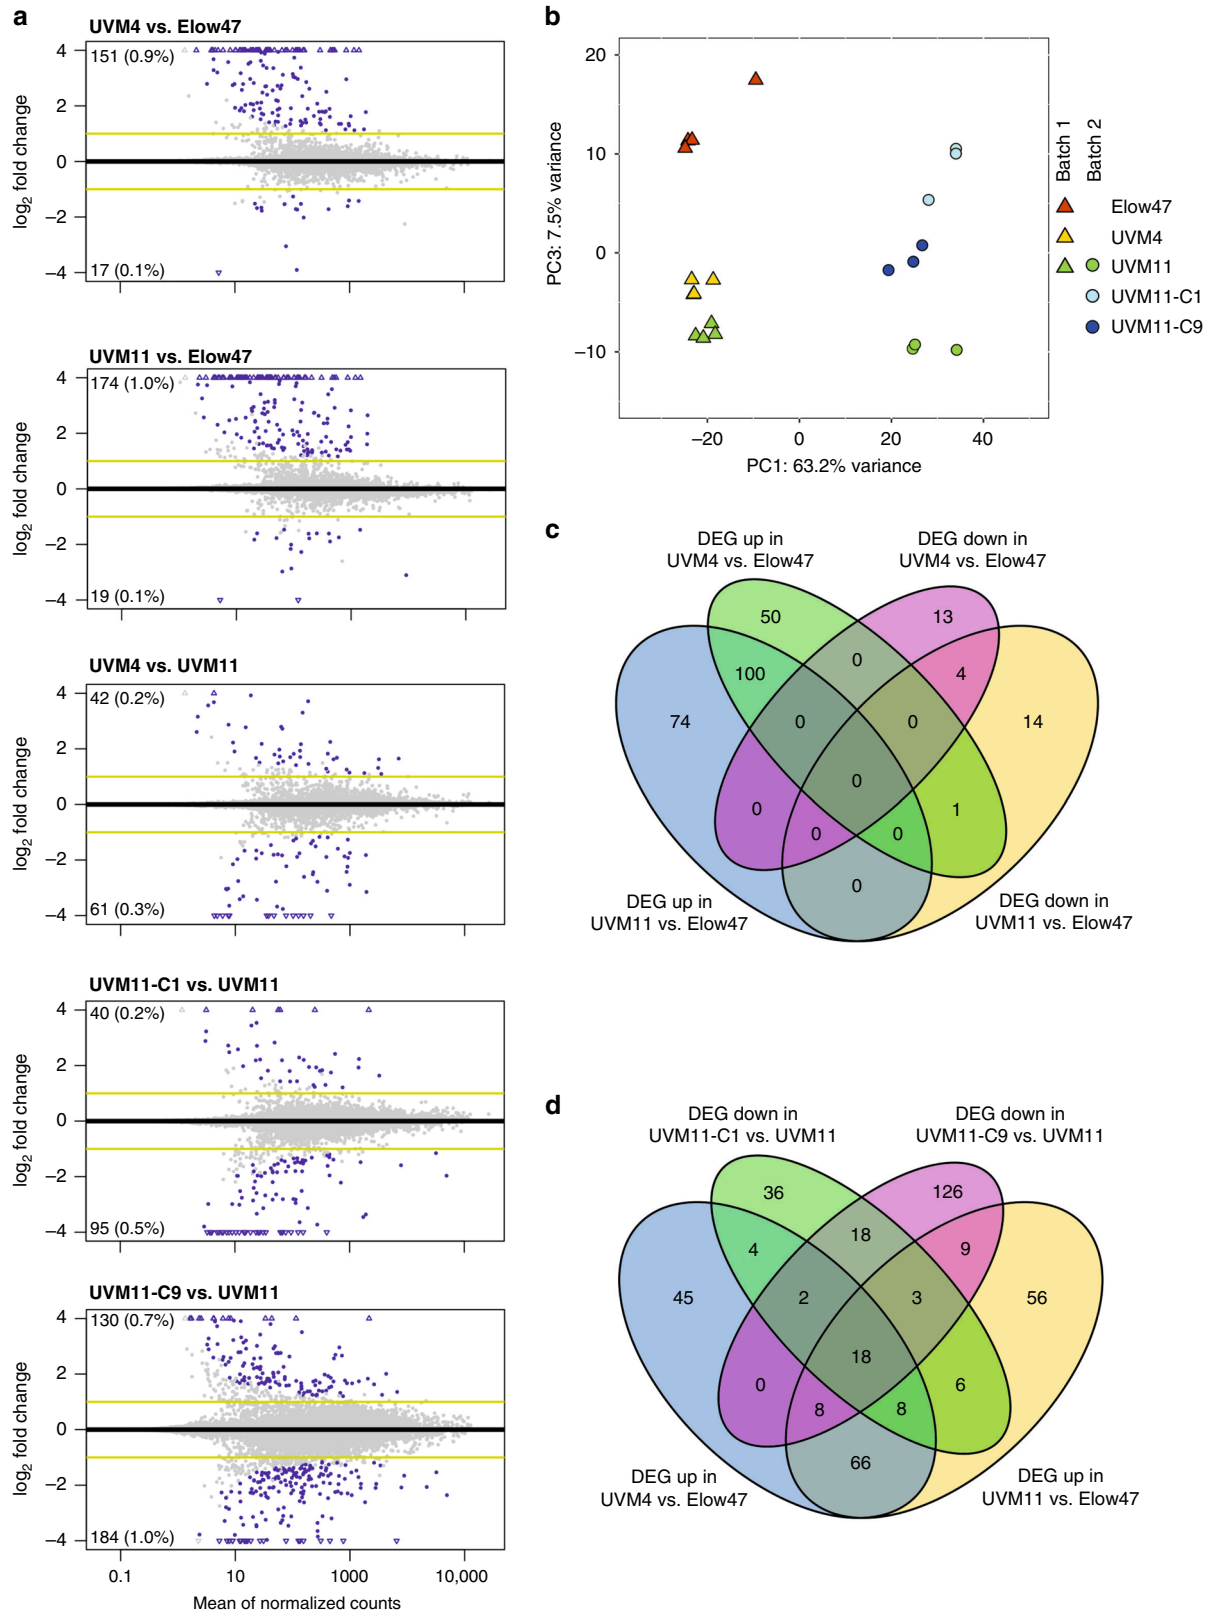 a
UVM4 vs. Elow47
4
2
0
−2
−4
151 (0.9%)
17 (0.1%)
log2 fold change
UVM11 vs. Elow47
4
2
0
−2
−4
174 (1.0%)
19 (0.1%)
log2 fold change
UVM4 vs. UVM11
4
2
0
−2
−4
42 (0.2%)
61 (0.3%)
log2 fold change
UVM11-C1 vs. UVM11
4
2
0
−2
−4
40 (0.2%)
95 (0.5%)
log2 fold change
UVM11-C9 vs. UVM11
4
2
0
−2
−4
130 (0.7%)
184 (1.0%)
log2 fold change
0.1 10 1000 10,000
Mean of normalized counts
b
20
10
0
−10
PC3: 7.5% variance
−20 0 20 40
PC1: 63.2% variance
Batch 1
Batch 2
Elow47
UVM4
UVM11
UVM11-C1
UVM11-C9
c
DEG up in
UVM4 vs. Elow47
DEG down in
UVM4 vs. Elow47
50
13
0
100
4
74
0
0
14
0
0
1
0
0
0
DEG up in
UVM11 vs. Elow47
DEG down in
UVM11 vs. Elow47
d
DEG down in
UVM11-C1 vs. UVM11
DEG down in
UVM11-C9 vs. UVM11
36
126
18
4
9
45
2
3
56
18
0
6
8
8
66
DEG up in
UVM4 vs. Elow47
DEG up in
UVM11 vs. Elow47